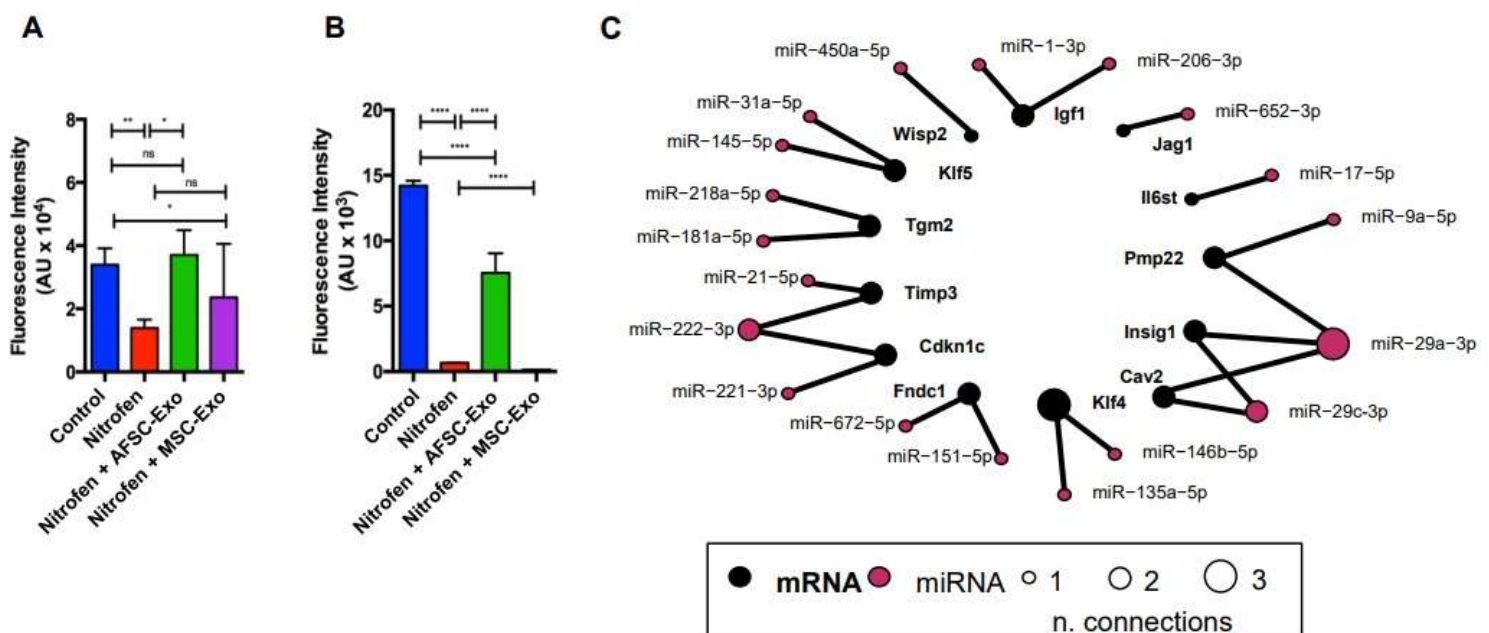 A
Fluorescence Intensity
(AU x 10⁴)
8
6
4
2
0
**
*
ns
ns
*
Control
Nitrofen
Nitrofen + AFSC-Exo
Nitrofen + MSC-Exo
B
Fluorescence Intensity
(AU x 10³)
20
15
10
5
0
****
****
****
****
Control
Nitrofen
Nitrofen + AFSC-Exo
Nitrofen + MSC-Exo
C
miR−450a−5p
miR−1−3p
miR−206−3p
miR−31a−5p
Wisp2
Igf1
miR−652−3p
miR−145−5p
Jag1
Klf5
miR−17−5p
miR−218a−5p
Il6st
miR−9a−5p
Tgm2
miR−181a−5p
Pmp22
miR−21−5p
Timp3
miR−222−3p
Insig1
miR−29a−3p
Cdkn1c
Cav2
miR−221−3p
Fndc1
Klf4
miR−29c-3p
miR−672−5p
miR−146b−5p
miR−151−5p
miR−135a−5p
mRNA miRNA 1 2 3
n. connections